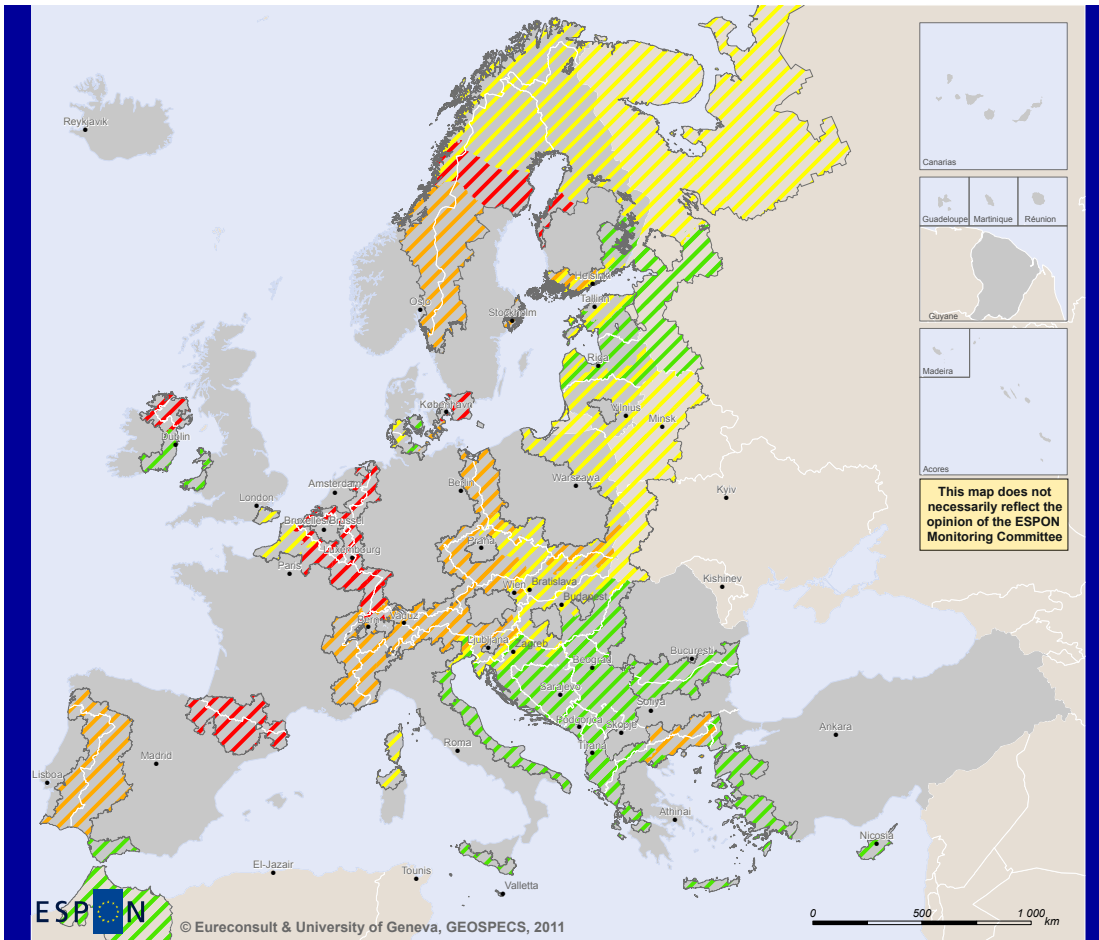 Reykjavik
Canarias
Guadeloupe
Martinique
Réunion
Guyane
Madeira
Acores
This map does not
necessarily reflect the
opinion of the ESPON
Monitoring Committee
Oslo
Helsinki
Stockholm
Tallinn
Riga
København
Vilnius
Minsk
Dublin
Amsterdam
Berlin
Warszawa
London
Kyiv
Bruxelles/Brussel
Praha
Luxembourg
Paris
Wien
Bratislava
Kishinev
Budapest
Bern
Vaduz
Ljubljana
Zagreb
Beograd
Bucuresti
Sarajevo
Sofiya
Podgorica
Skopje
Ankara
Roma
Tirana
Madrid
Lisboa
Athinai
Nicosia
El-Jazair
Tounis
Valletta
ESPON
© Eureconsult & University of Geneva, GEOSPECS, 2011
0 500 1 000
km